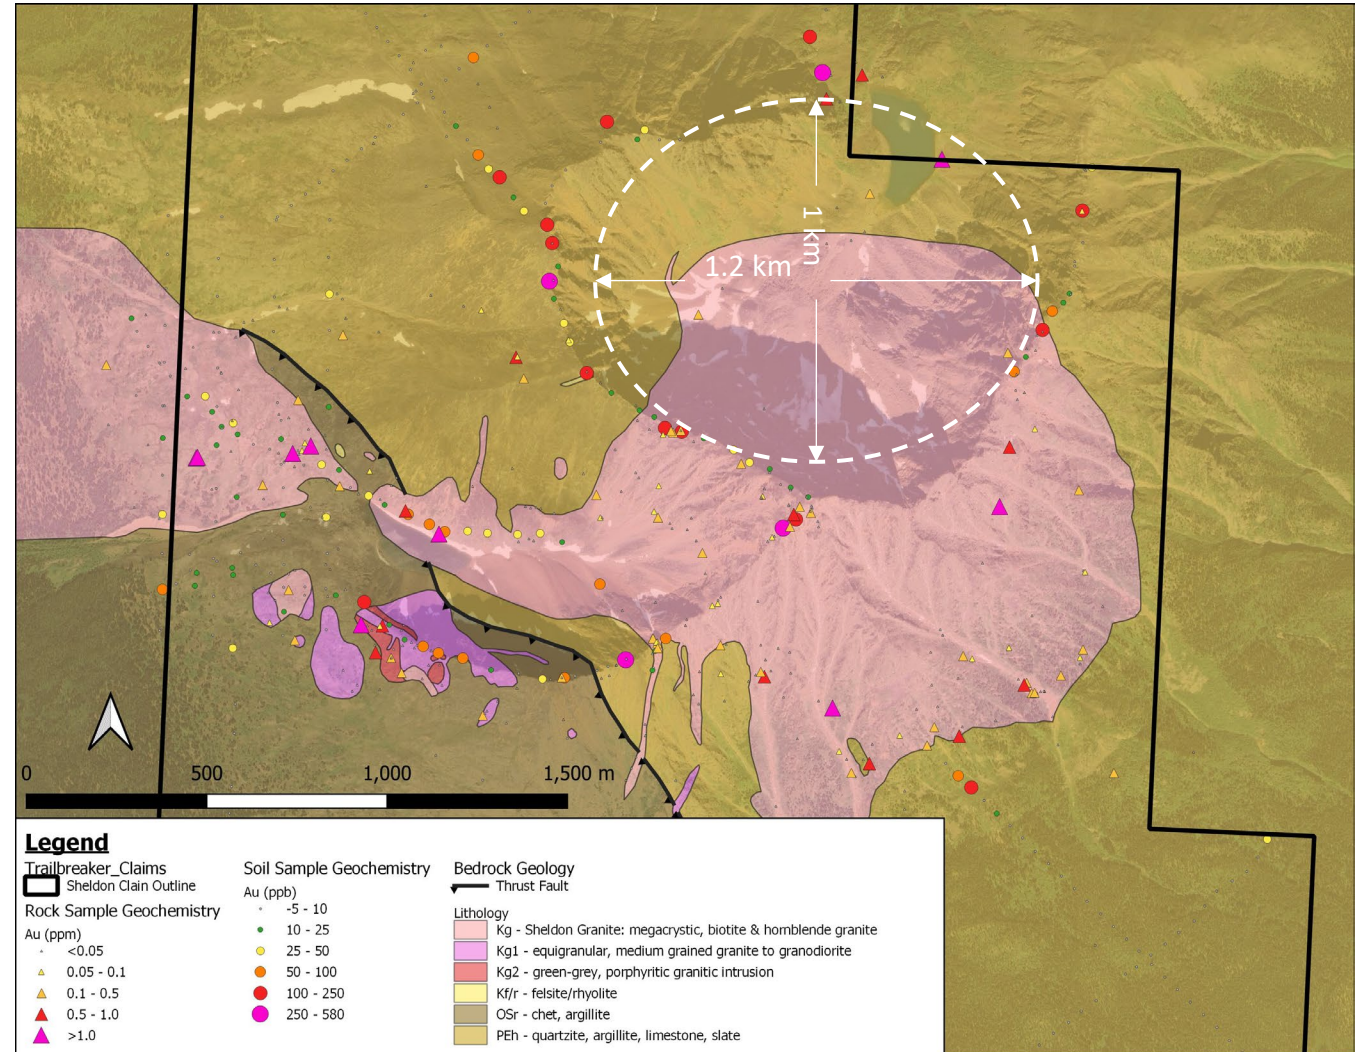 1 km
1.2 km
0 500 1,000 1,500 m
Legend
Trailbreaker_Claims
Sheldon Clain Outline
Rock Sample Geochemistry
Au (ppm)
<0.05
0.05 - 0.1
0.1 - 0.5
0.5 - 1.0
>1.0
Soil Sample Geochemistry
Au (ppb)
-5 - 10
10 - 25
25 - 50
50 - 100
100 - 250
250 - 580
Bedrock Geology
Thrust Fault
Lithology
Kg - Sheldon Granite: megacrystic, biotite & hornblende granite
Kg1 - equigranular, medium grained granite to granodiorite
Kg2 - green-grey, porphyritic granitic intrusion
Kf/r - felsite/rhyolite
OSr - chet, argillite
PEh - quartzite, argillite, limestone, slate